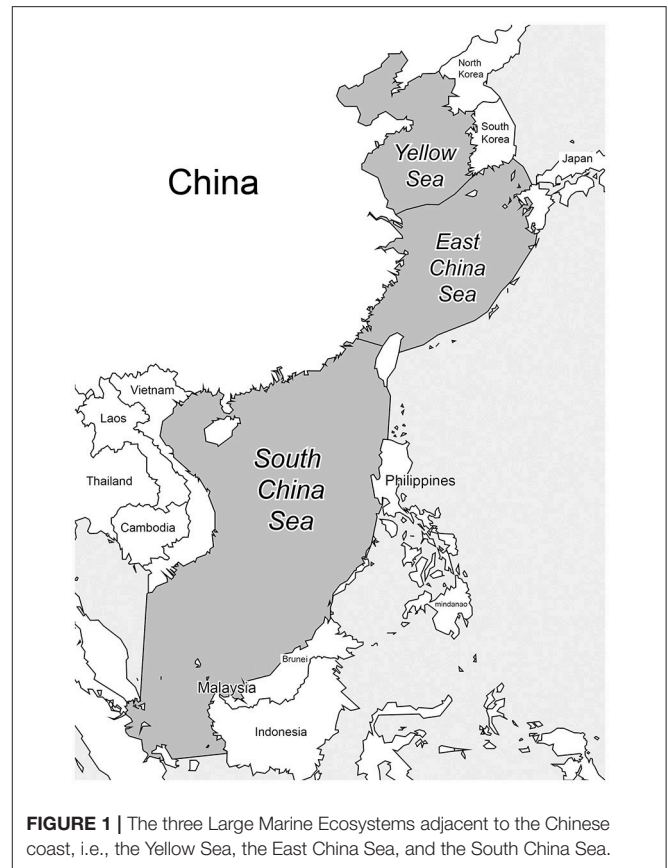 North
Korea
South
Korea
Yellow
Sea
Japan
China
East
China
Sea
Vietnam
Laos
South
China
Sea
Thailand
Philippines
Cambodia
mindanao
Brunei
Malaysia
Indonesia
FIGURE 1 | The three Large Marine Ecosystems adjacent to the Chinese
coast, i.e., the Yellow Sea, the East China Sea, and the South China Sea.